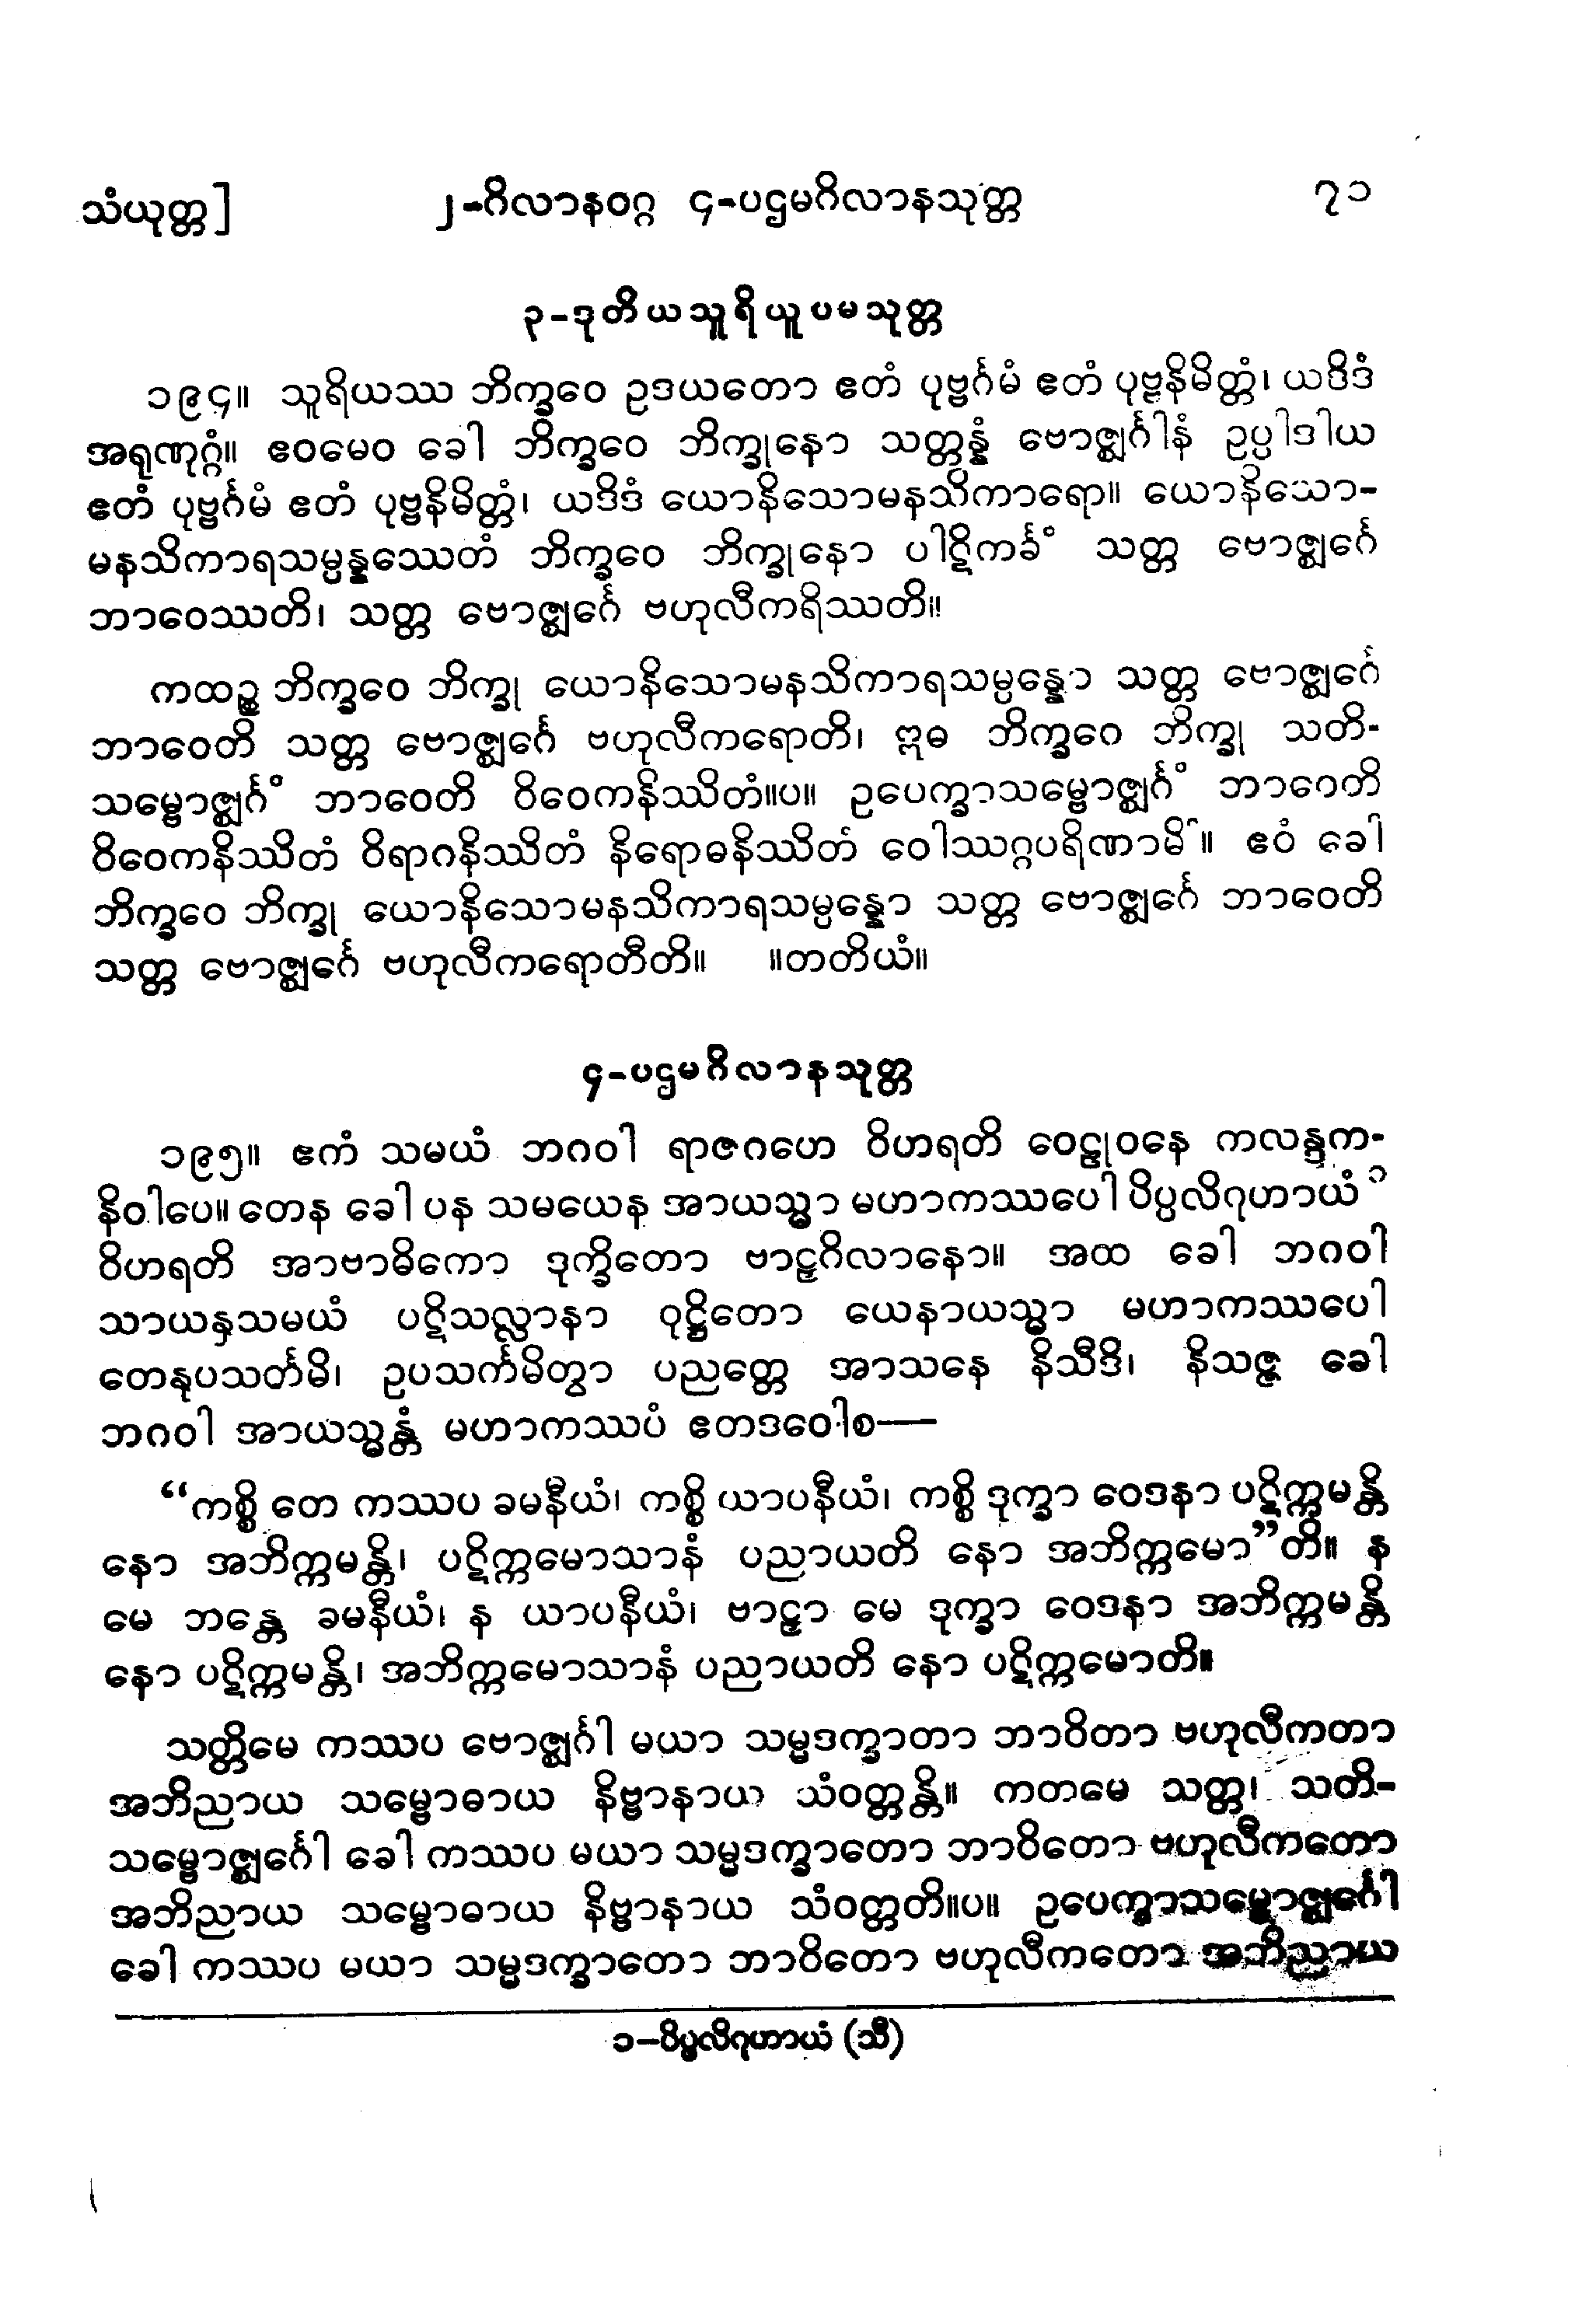 သံယုတ္တ]	၂-ဂိလာနဝဂ္ဂ ၄-ပဌမဂိလာနသုတ္တ	၇၁
၃-ဒုတိယသူရိယူပမသုတ္တ
၁၉၄။ သူရိယဿ ဘိက္ခဝေ ဥဒယတော ဧတံ ပုဗ္ဗင်္ဂမံ ဧတံ ပုဗ္ဗနိမိတ္တံ၊ ယဒိဒံ
အရုဏုဂ္ဂံ။ ဧဝမေဝ ခေါ ဘိက္ခဝေ ဘိက္ခုနော သတ္တန္နံ ဗောဇ္ဈင်္ဂါနံ ဥပ္ပါဒါယ
ဧတံ ပုဗ္ဗင်္ဂမံ ဧတံ ပုဗ္ဗနိမိတ္တံ၊ ယဒိဒံ ယောနိသောမနသိကာရော။ ယောနိသော-
မနသိကာရသမ္ပန္နဿေတံ ဘိက္ခဝေ ဘိက္ခုနော ပါဋိကင်္ခံ သတ္တ ဗောဇ္ဈင်္ဂေ
ဘာဝေဿတိ၊ သတ္တ ဗောဇ္ဈင်္ဂေ ဗဟုလီကရိဿတိ။
ကထဉ္စ ဘိက္ခဝေ ဘိက္ခု ယောနိသောမနသိကာရသမ္ပန္နော သတ္တ ဗောဇ္ဈင်္ဂေ
ဘာဝေတိ သတ္တ ဗောဇ္ဈင်္ဂေ ဗဟုလီကရောတိ၊ ဣဓ ဘိက္ခဝေ ဘိက္ခု သတိ-
သမ္ဗောဇ္ဈင်္ဂံ ဘာဝေတိ ဝိဝေကနိဿိတံ။ပ။ ဥပေက္ခာသမ္ဗောဇ္ဈင်္ဂံ ဘာဝေတိ
ဝိဝေကနိဿိတံ ဝိရာဂနိဿိတံ နိရောဓနိဿိတံ ဝေါဿဂ္ဂပရိဏာမိံ။ ဧဝံ ခေါ
ဘိက္ခဝေ ဘိက္ခု ယောနိသောမနသိကာရသမ္ပန္နော သတ္တ ဗောဇ္ဈင်္ဂေ ဘာဝေတိ
သတ္တ ဗောဇ္ဈင်္ဂေ ဗဟုလီကရောတီတိ။ ။တတိယံ။
၄-ပဌမဂိလာနသုတ္တ
၁၉၅။ ဧကံ သမယံ ဘဂဝါ ရာဇဂဟေ ဝိဟရတိ ဝေဠုဝနေ ကလန္ဒက-
နိဝါပေ။ တေန ခေါ ပန သမယေန အာယသ္မာ မဟာကဿပေါ ပိပ္ပလိဂုဟာယံ ၁
ဝိဟရတိ အာဗာဓိကော ဒုက္ခိတော ဗာဠှဂိလာနော။ အထ ခေါ ဘဂဝါ
သာယနှသမယံ ပဋိသလ္လာနာ ဝုဋ္ဌိတော ယေနာယသ္မာ မဟာကဿပေါ
တေနုပသင်္ကမိ၊ ဥပသင်္ကမိတွာ ပညတ္တေ အာသနေ နိသီဒိ၊ နိသဇ္ဇ ခေါ
ဘဂဝါ အာယသ္မန္တံ မဟာကဿပံ ဧတဒဝေါစ—
“ကစ္စိ တေ ကဿပ ခမနီယံ၊ ကစ္စိ ယာပနီယံ၊ ကစ္စိ ဒုက္ခာ ဝေဒနာ ပဋိက္ကမန္တိ
နော အဘိက္ကမန္တိ၊ ပဋိက္ကမောသာနံ ပညာယတိ နော အဘိက္ကမော”တိ။ န
မေ ဘန္တေ ခမနီယံ၊ န ယာပနီယံ၊ ဗာဠှာ မေ ဒုက္ခာ ဝေဒနာ အဘိက္ကမန္တိ
နော ပဋိက္ကမန္တိ၊ အဘိက္ကမောသာနံ ပညာယတိ နော ပဋိက္ကမောတိ။
သတ္တိမေ ကဿပ ဗောဇ္ဈင်္ဂါ မယာ သမ္မဒက္ခာတာ ဘာဝိတာ ဗဟုလီကတာ
အဘိညာယ သမ္ဗောဓာယ နိဗ္ဗာနာယ သံဝတ္တန္တိ။ ကတမေ သတ္တ၊ သတိ-
သမ္ဗောဇ္ဈင်္ဂေါ ခေါ ကဿပ မယာ သမ္မဒက္ခာတော ဘာဝိတော ဗဟုလီကတော
အဘိညာယ သမ္ဗောဓာယ နိဗ္ဗာနာယ သံဝတ္တတိ။ပ။ ဥပေက္ခာသမ္ဗောဇ္ဈင်္ဂေါ
ခေါ ကဿပ မယာ သမ္မဒက္ခာတော ဘာဝိတော ဗဟုလီကတော အဘိညာယ
၁—ပိပ္ဖလိဂုဟာယံ (သီ)